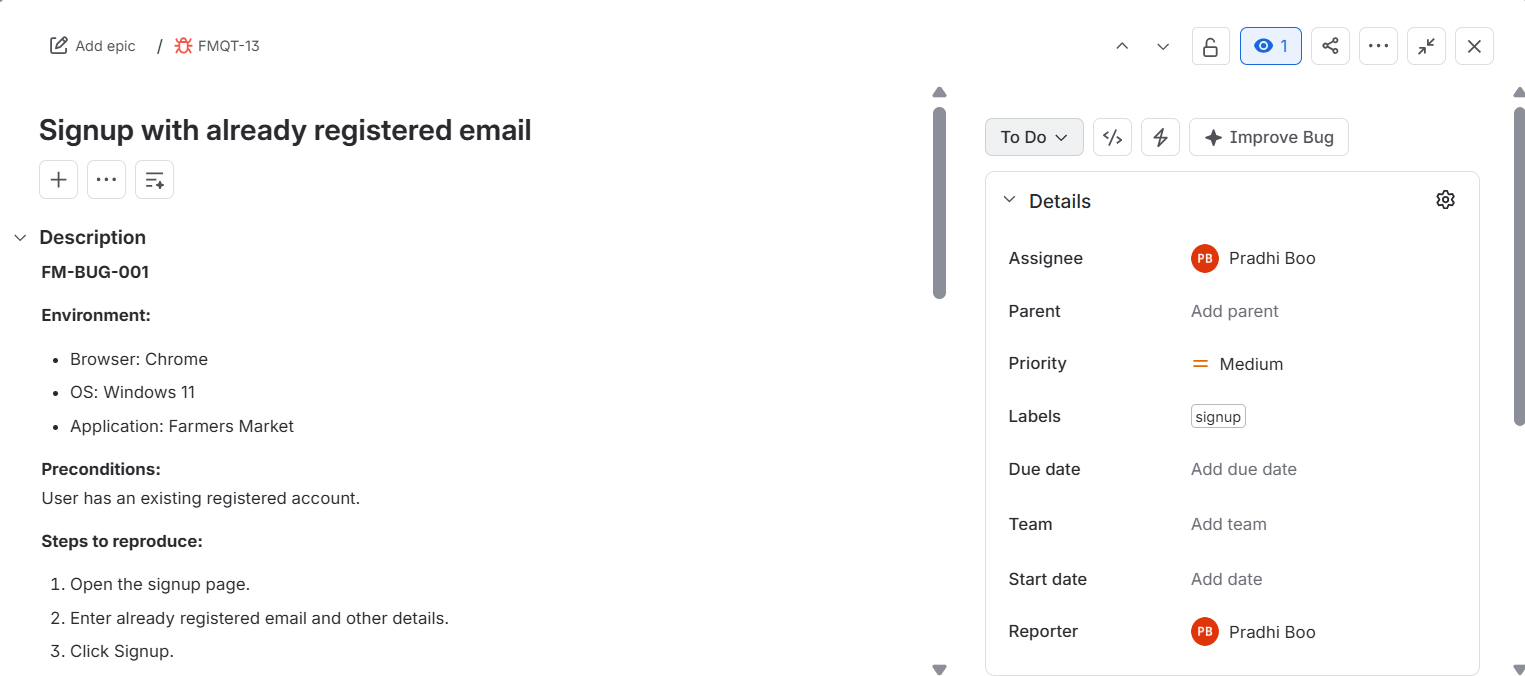 Add epic / FMQT-13
1
Signup with already registered email
Description
FM-BUG-001
Environment:
• Browser: Chrome
• OS: Windows 11
• Application: Farmers Market
Preconditions:
User has an existing registered account.
Steps to reproduce:
1. Open the signup page.
2. Enter already registered email and other details.
3. Click Signup.
To Do
Improve Bug
Details
Assignee PB Pradhi Boo
Parent Add parent
Priority Medium
Labels signup
Due date Add due date
Team Add team
Start date Add date
Reporter PB Pradhi Boo